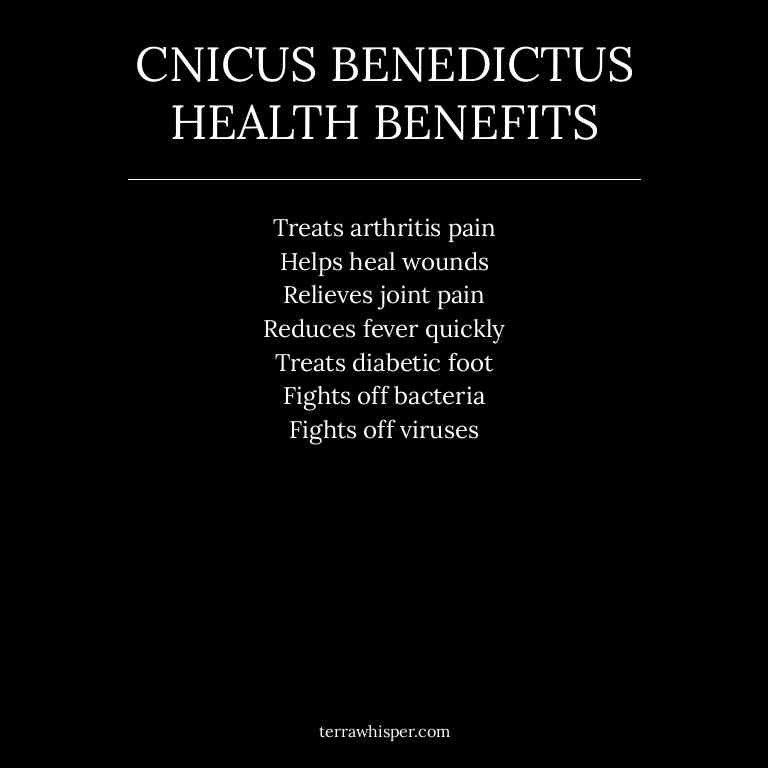 CNICUS BENEDICTUS
HEALTH BENEFITS
Treats arthritis pain
Helps heal wounds
Relieves joint pain
Reduces fever quickly
Treats diabetic foot
Fights off bacteria
Fights off viruses
terrawhisper.com